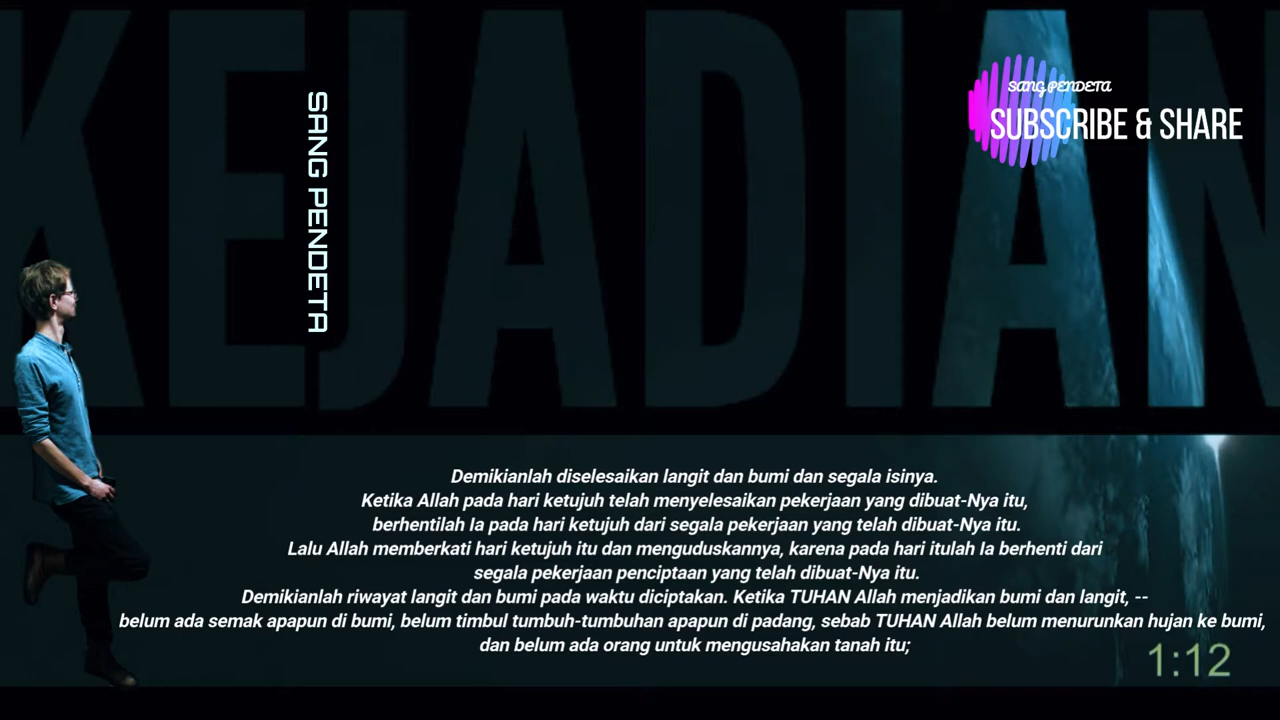 KEJADIAN
SANG PENDETA
SANG PENDETA
SUBSCRIBE & SHARE
Demikianlah diselesaikan langit dan bumi dan segala isinya.
Ketika Allah pada hari ketujuh telah menyelesaikan pekerjaan yang dibuat-Nya itu,
berhentilah Ia pada hari ketujuh dari segala pekerjaan yang telah dibuat-Nya itu.
Lalu Allah memberkati hari ketujuh itu dan menguduskannya, karena pada hari itulah Ia berhenti dari
segala pekerjaan penciptaan yang telah dibuat-Nya itu.
Demikianlah riwayat langit dan bumi pada waktu diciptakan. Ketika TUHAN Allah menjadikan bumi dan langit, --
belum ada semak apapun di bumi, belum timbul tumbuh-tumbuhan apapun di padang, sebab TUHAN Allah belum menurunkan hujan ke bumi,
dan belum ada orang untuk mengusahakan tanah itu;
1:12